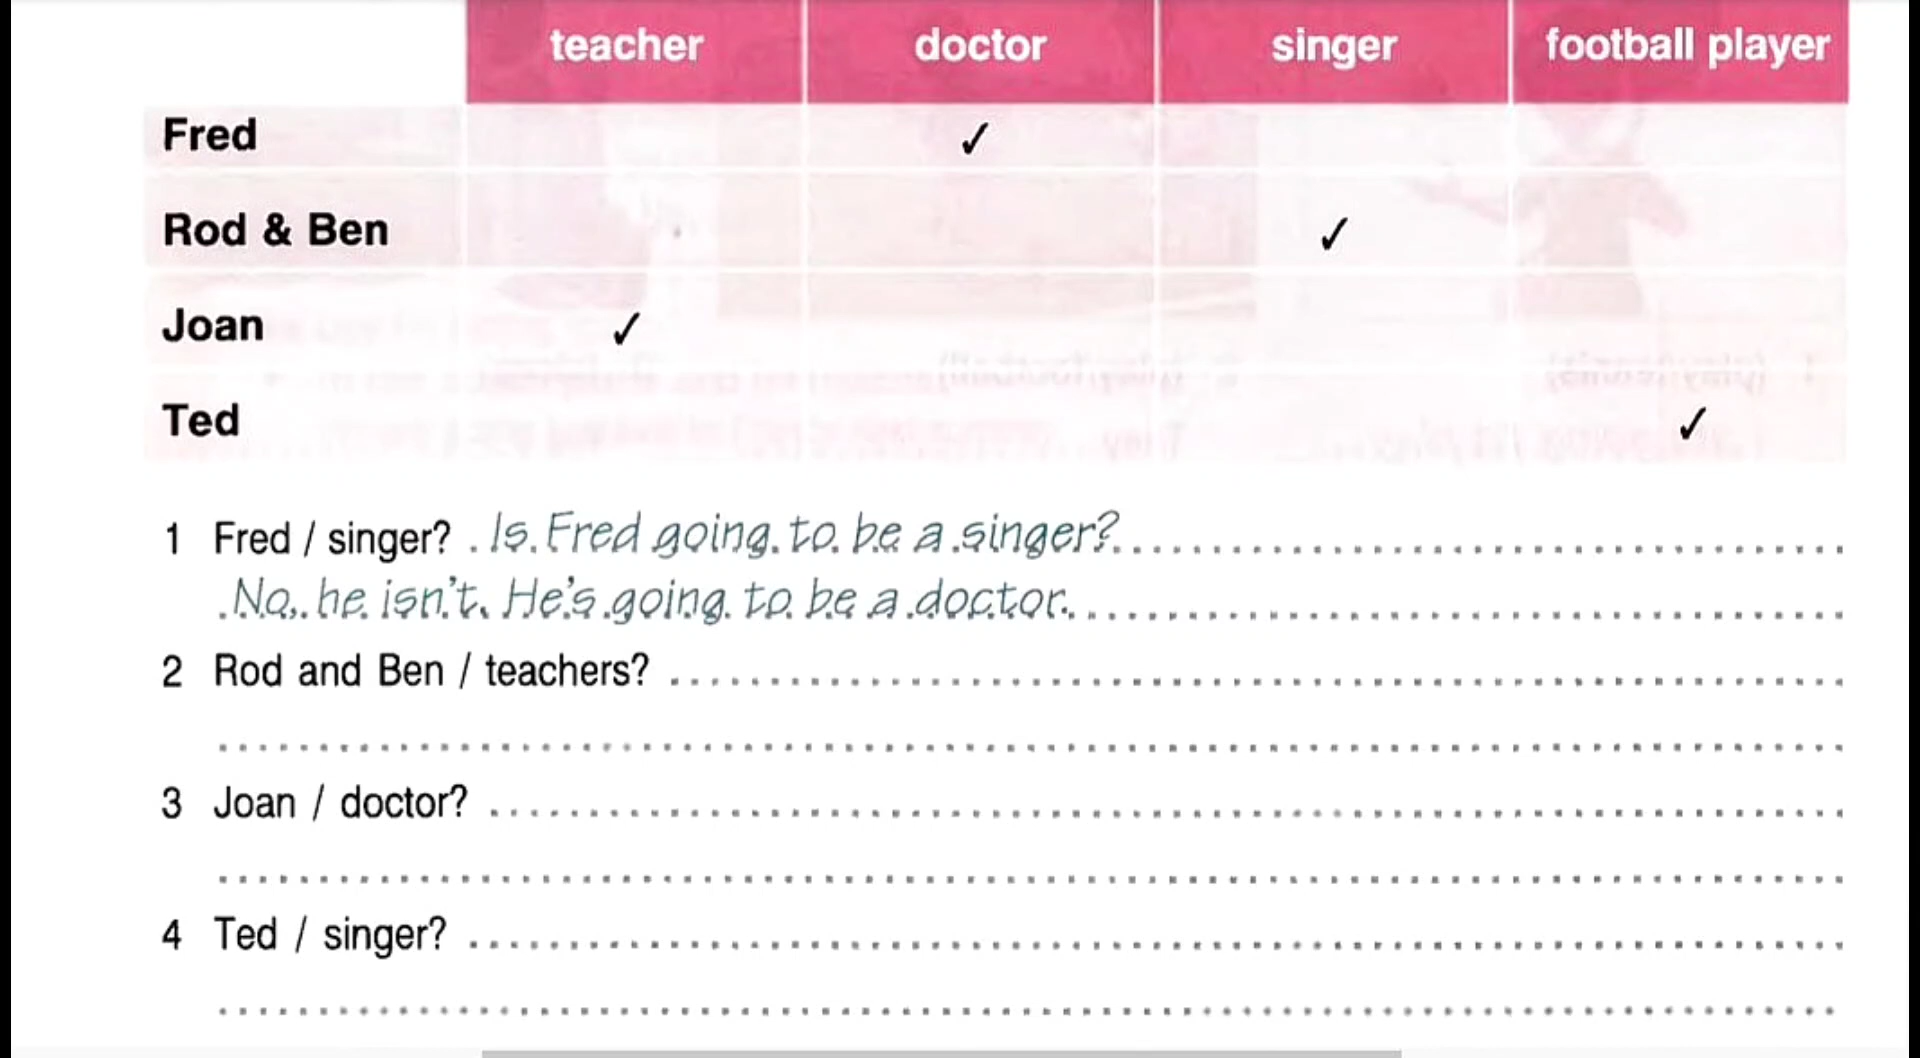 teacher doctor singer football player
Fred ✓
Rod & Ben ✓
Joan ✓
Ted ✓
1 Fred / singer? Is Fred going to be a singer?
No, he isn't. He's going to be a doctor.
2 Rod and Ben / teachers?
3 Joan / doctor?
4 Ted / singer?